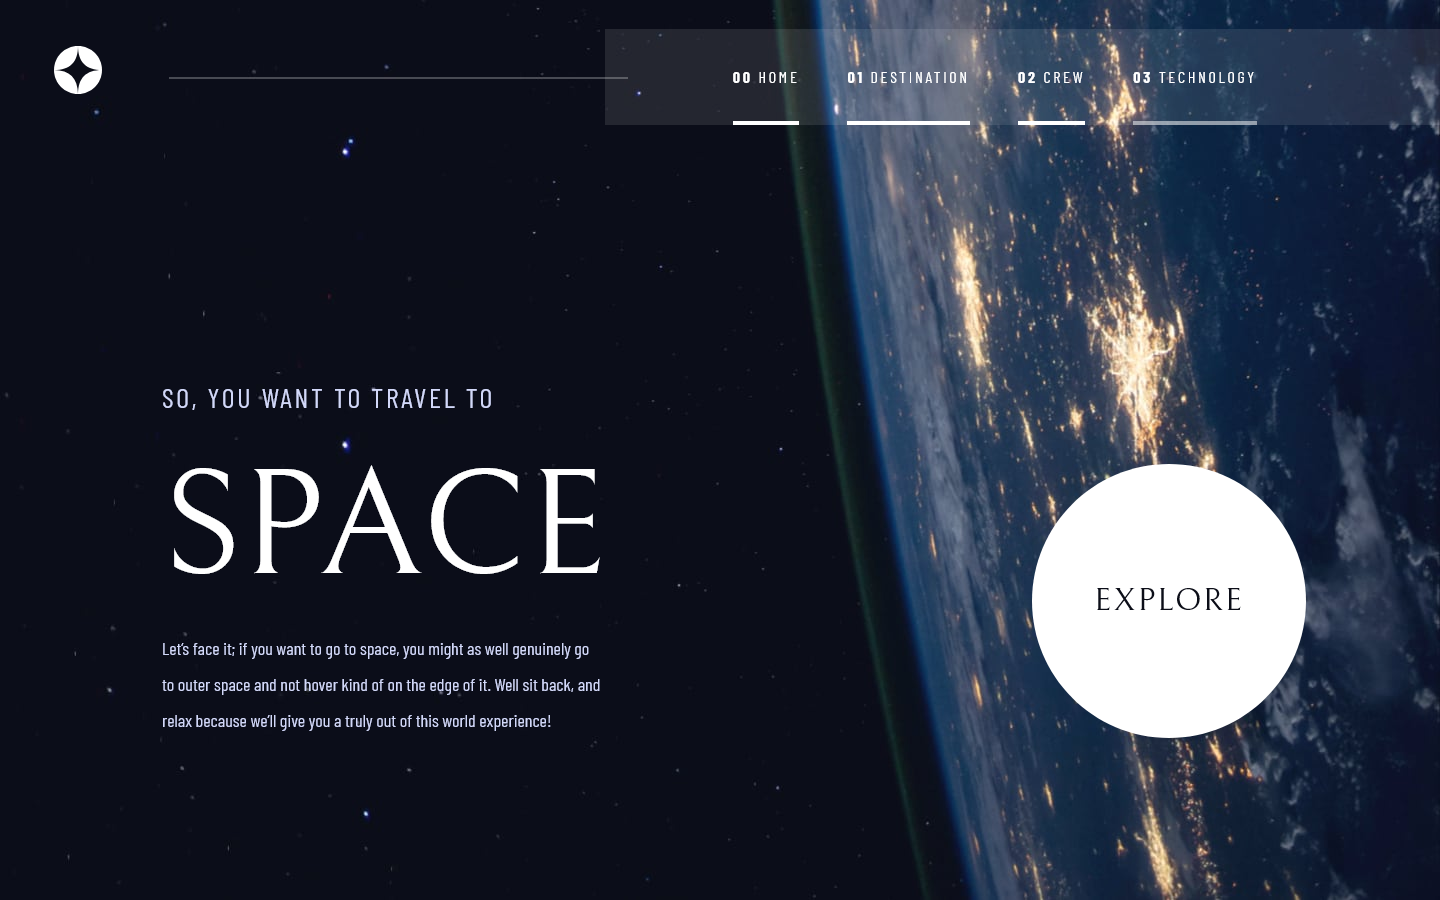 00 HOME
01 DESTINATION
02 CREW
03 TECHNOLOGY
SO, YOU WANT TO TRAVEL TO
SPACE
Let’s face it; if you want to go to space, you might as well genuinely go
to outer space and not hover kind of on the edge of it. Well sit back, and
relax because we’ll give you a truly out of this world experience!
EXPLORE